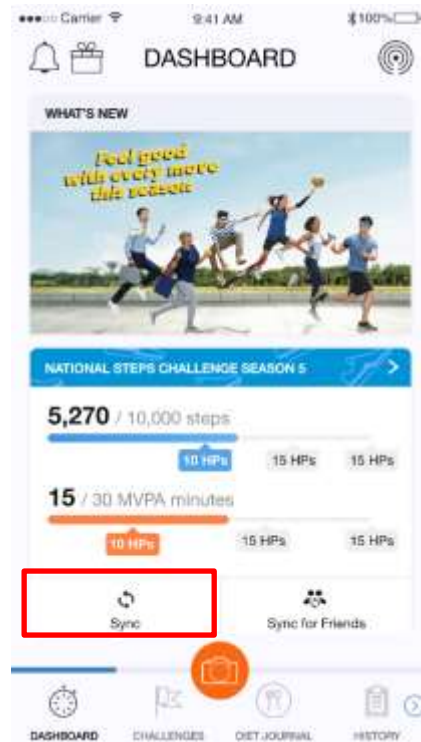 Carrier 9:41 AM 100%
DASHBOARD
WHAT'S NEW
Feel good
with every move
this season
NATIONAL STEPS CHALLENGE SEASON 5
5,270 / 10,000 steps
10 HPs 15 HPs 15 HPs
15 / 30 MVPA minutes
10 HPs 15 HPs 15 HPs
Sync Sync for Friends
DASHBOARD CHALLENGES DIET JOURNAL HISTORY